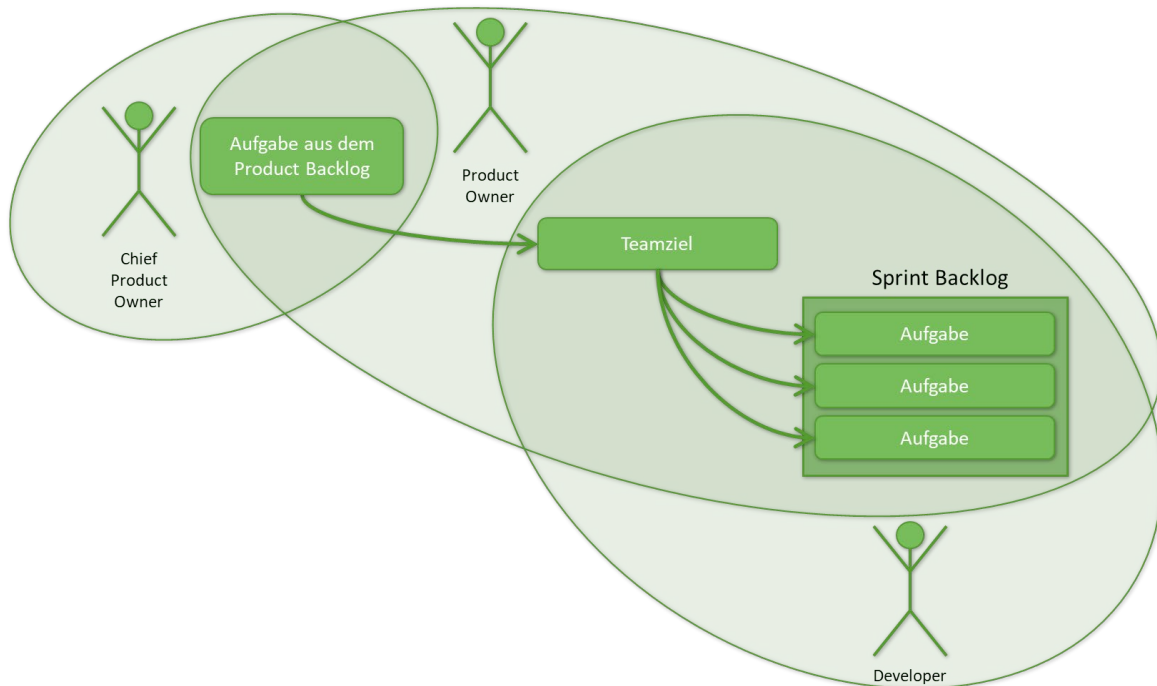 Aufgabe aus dem
Product Backlog
Product
Owner
Chief
Product
Owner
Teamziel
Sprint Backlog
Aufgabe
Aufgabe
Aufgabe
Developer